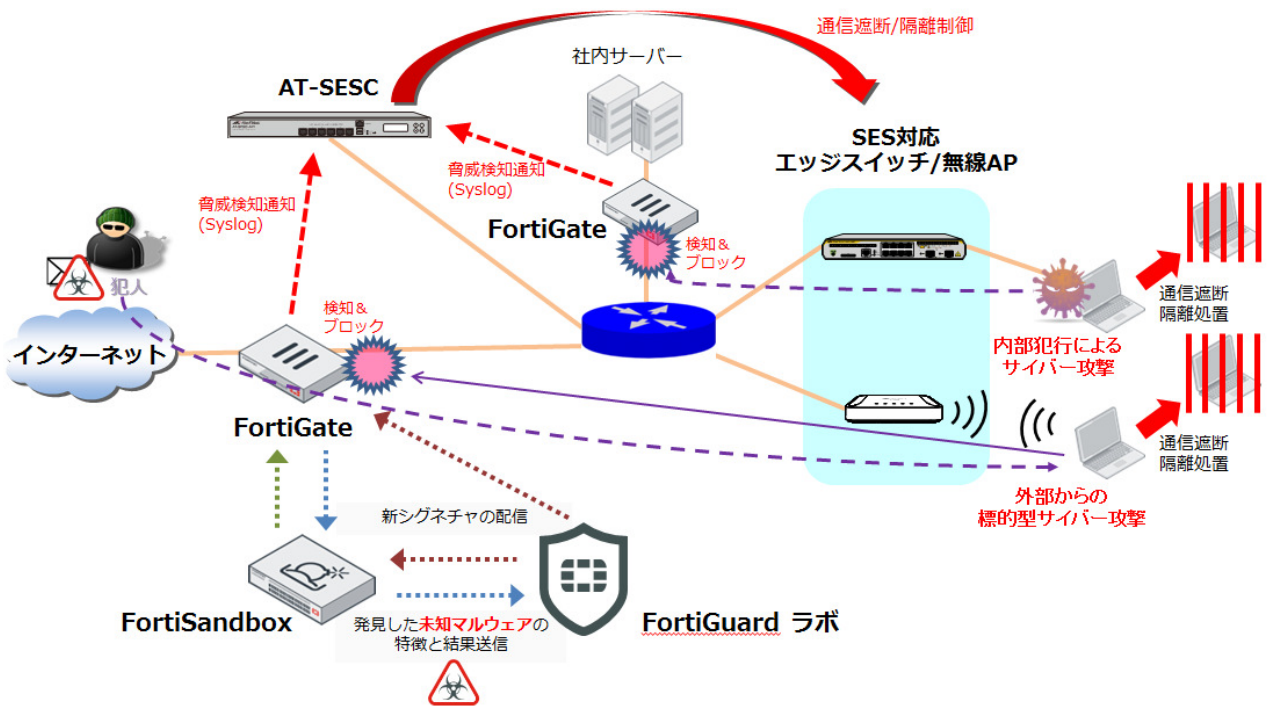 通信遮断/隔離制御
社内サーバー
AT-SESC
SES対応
エッジスイッチ/無線AP
脅威検知通知
(Syslog)
脅威検知通知
(Syslog)
FortiGate
検知&
ブロック
犯人
検知&
ブロック
インターネット
通信遮断
隔離処置
内部犯行による
サイバー攻撃
FortiGate
通信遮断
隔離処置
外部からの
標的型サイバー攻撃
新シグネチャの配信
FortiSandbox
発見した未知マルウェアの
特徴と結果送信
FortiGuard ラボ